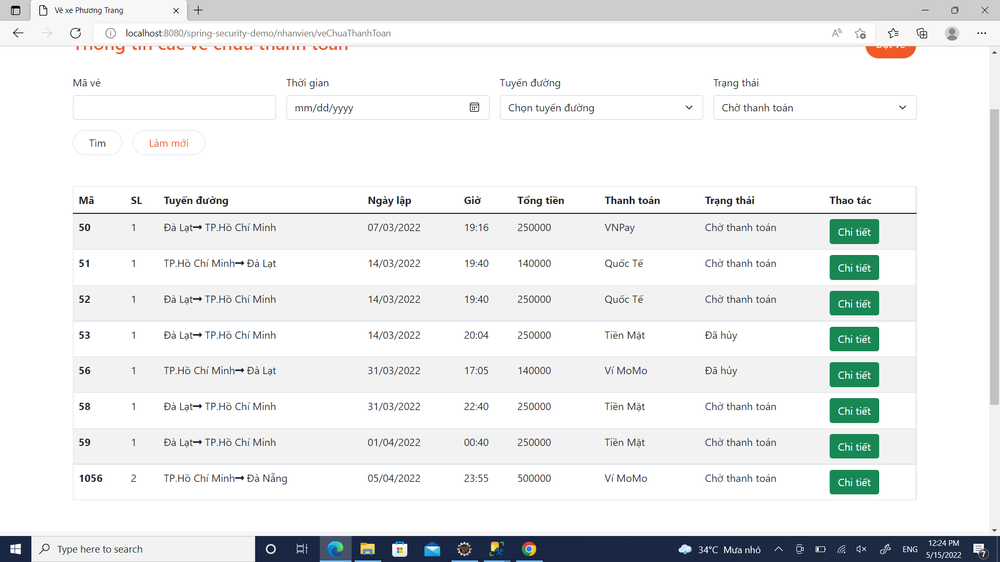 Vé xe Phương Trang
localhost:8080/spring-security-demo/nhanvien/veChuaThanhToan
Thông tin các vé chưa thanh toán
Đặt vé
Mã vé Thời gian Tuyến đường Trạng thái
mm/dd/yyyy Chọn tuyến đường Chờ thanh toán
Tìm Làm mới
Mã SL Tuyến đường Ngày lập Giờ Tổng tiền Thanh toán Trạng thái Thao tác
50 1 Đà Lạt➞ TP.Hồ Chí Minh 07/03/2022 19:16 250000 VNPay Chờ thanh toán Chi tiết
51 1 TP.Hồ Chí Minh➞ Đà Lạt 14/03/2022 19:40 140000 Quốc Tế Chờ thanh toán Chi tiết
52 1 Đà Lạt➞ TP.Hồ Chí Minh 14/03/2022 19:40 250000 Quốc Tế Chờ thanh toán Chi tiết
53 1 Đà Lạt➞ TP.Hồ Chí Minh 14/03/2022 20:04 250000 Tiền Mặt Đã hủy Chi tiết
56 1 TP.Hồ Chí Minh➞ Đà Lạt 31/03/2022 17:05 140000 Ví MoMo Đã hủy Chi tiết
58 1 Đà Lạt➞ TP.Hồ Chí Minh 31/03/2022 22:40 250000 Tiền Mặt Chờ thanh toán Chi tiết
59 1 Đà Lạt➞ TP.Hồ Chí Minh 01/04/2022 00:40 250000 Tiền Mặt Chờ thanh toán Chi tiết
1056 2 TP.Hồ Chí Minh➞ Đà Nẵng 05/04/2022 23:55 500000 Ví MoMo Chờ thanh toán Chi tiết
Type here to search
34°C Mưa nhỏ
ENG
12:24 PM
5/15/2022
7